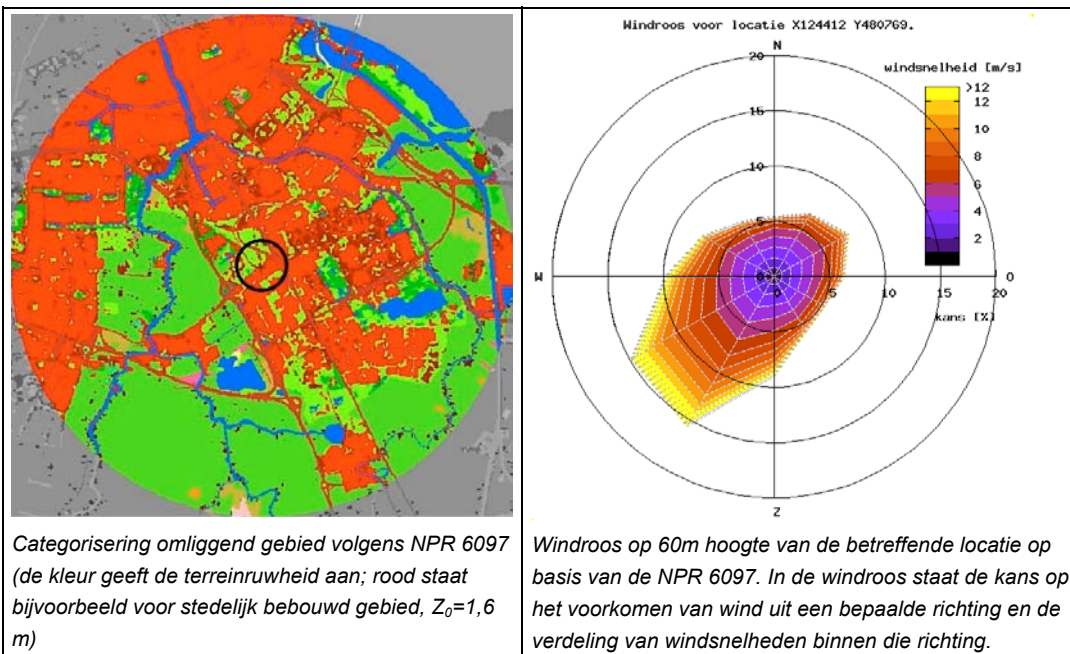 Windroos voor locatie X124412 Y480769.
N
20
windsnelheid [m/s]
>12
12
15
10
10
8
6
5
4
2
W
0
5
10
15
20
O
kans [%]
Z
Categorisering omliggend gebied volgens NPR 6097
(de kleur geeft de terreinruwheid aan; rood staat
bijvoorbeeld voor stedelijk bebouwd gebied, Z0=1,6
m)
Windroos op 60m hoogte van de betreffende locatie op
basis van de NPR 6097. In de windroos staat de kans op
het voorkomen van wind uit een bepaalde richting en de
verdeling van windsnelheden binnen die richting.